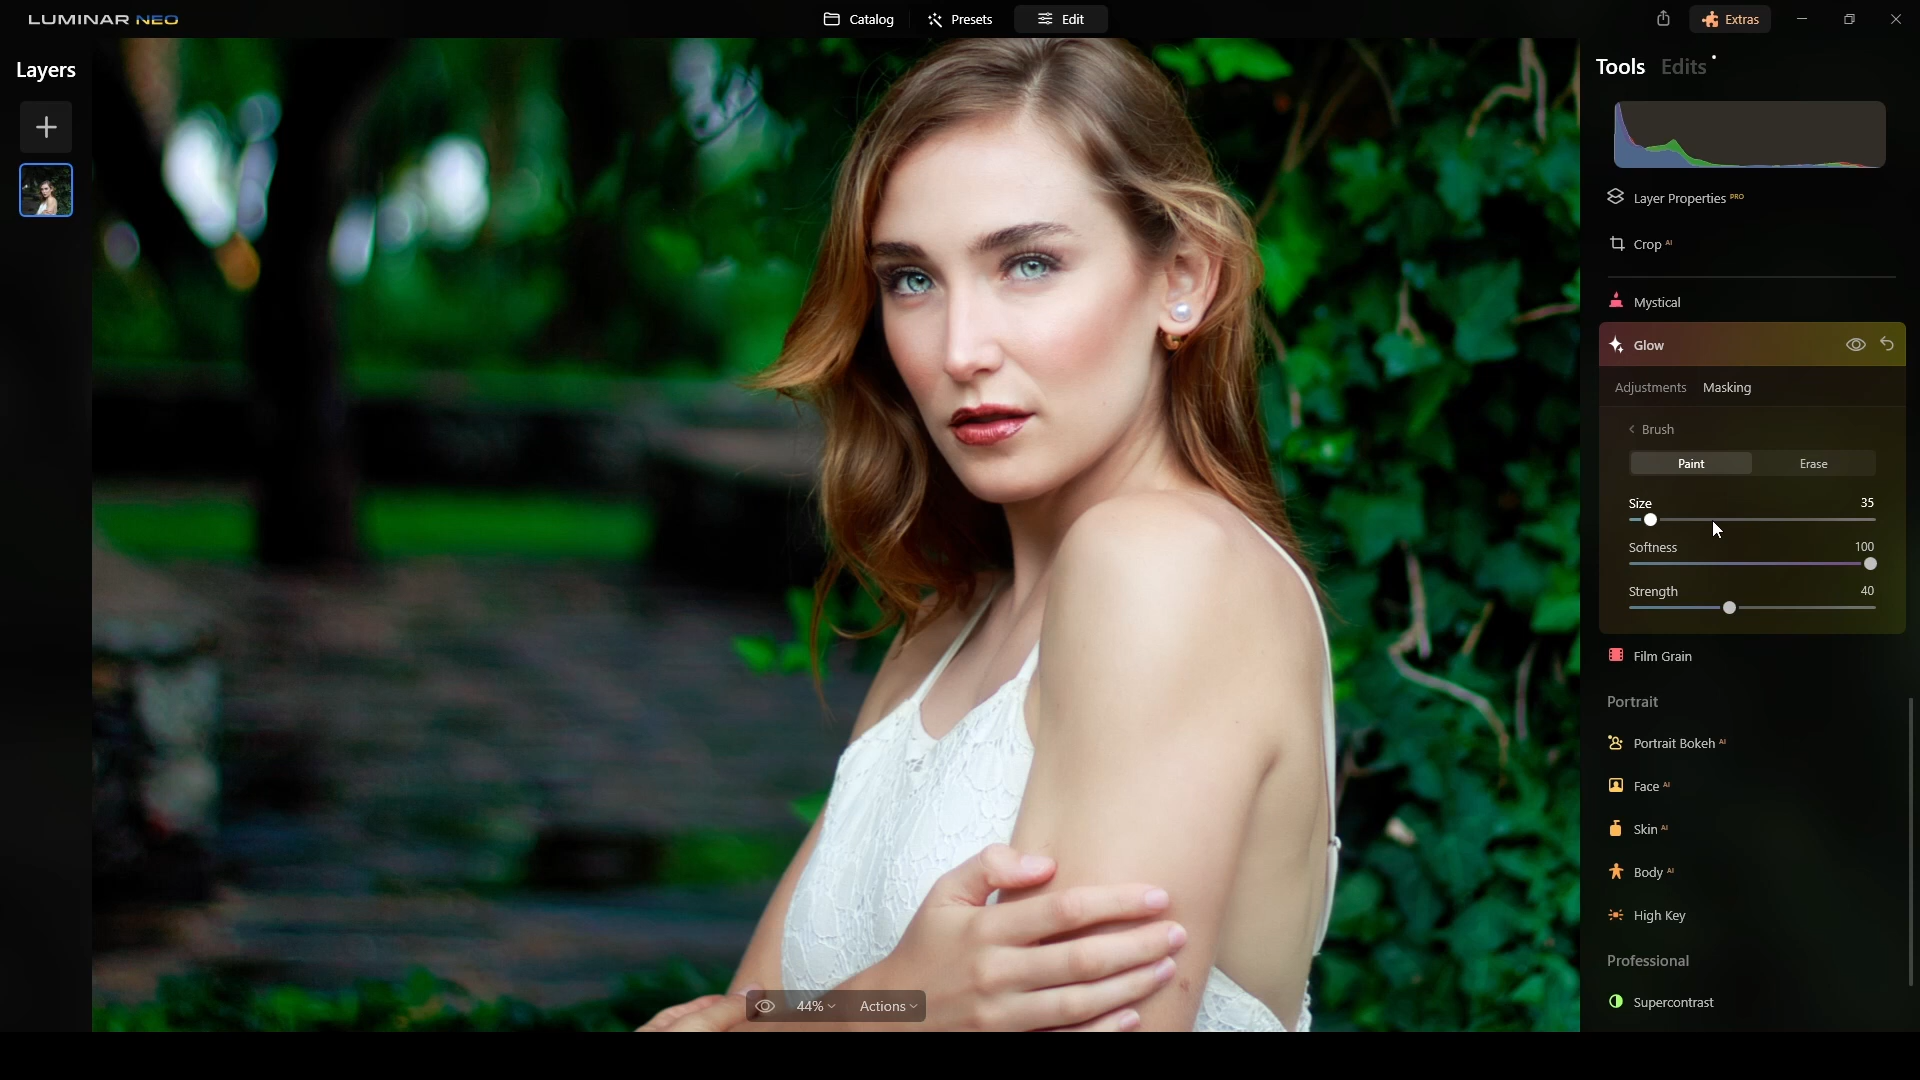 LUMINAR NEO
Catalog
Presets
Edit
Extras
Layers
Tools Edits
Layer Properties PRO
Crop AI
Mystical
Glow
Adjustments Masking
Brush
Paint Erase
Size 35
Softness 100
Strength 40
Film Grain
Portrait
Portrait Bokeh AI
Face AI
Skin AI
Body AI
High Key
Professional
Supercontrast
44% Actions